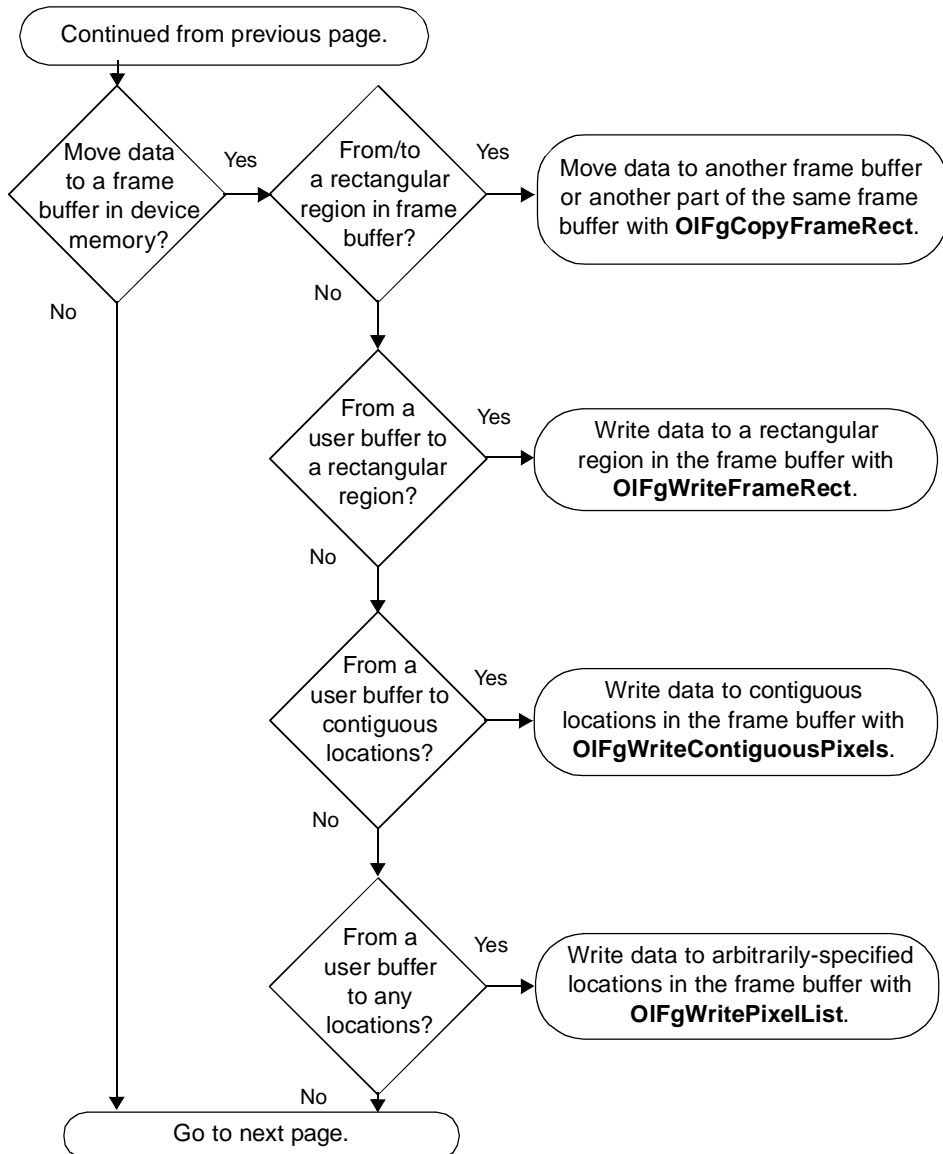 Continued from previous page.
Move data
to a frame
buffer in device
memory?
Yes
From/to
a rectangular
region in frame
buffer?
Yes
Move data to another frame buffer
or another part of the same frame
buffer with OlFgCopyFrameRect.
No
No
From a
user buffer to
a rectangular
region?
Yes
Write data to a rectangular
region in the frame buffer with
OlFgWriteFrameRect.
No
From a
user buffer to
contiguous
locations?
Yes
Write data to contiguous
locations in the frame buffer with
OlFgWriteContiguousPixels.
No
From a
user buffer
to any
locations?
Yes
Write data to arbitrarily-specified
locations in the frame buffer with
OlFgWritePixelList.
No
Go to next page.